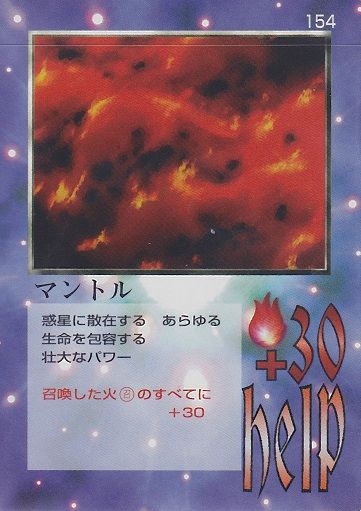 154
マントル
惑星に散在する　あらゆる
生命を包容する
壮大なパワー
召喚した火㊂のすべてに
+30
+30
help